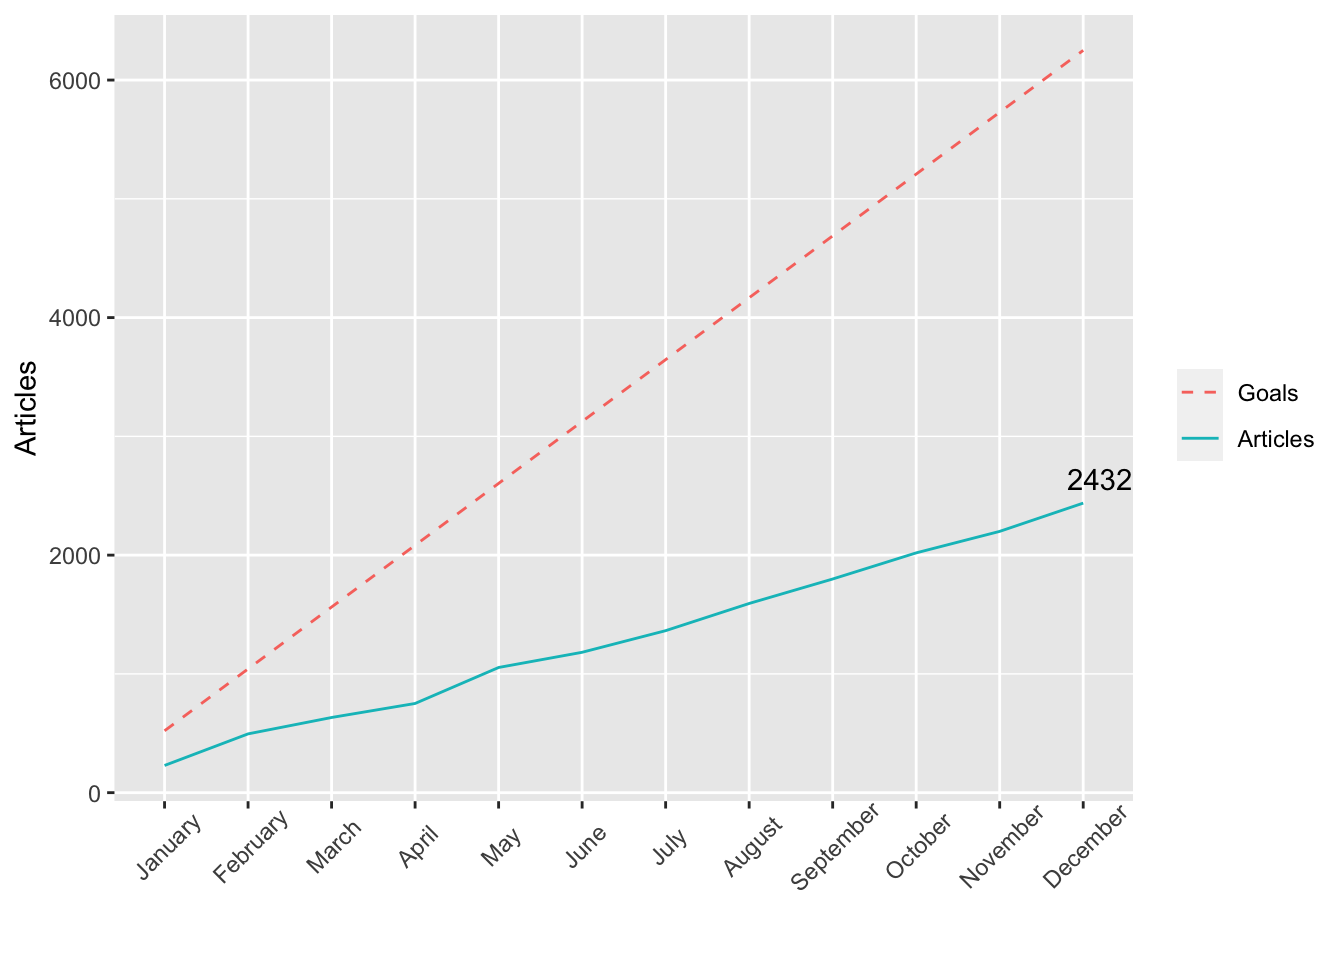 6000
4000
2000
0
Articles
January
February
March
April
May
June
July
August
September
October
November
December
2432
Goals
Articles